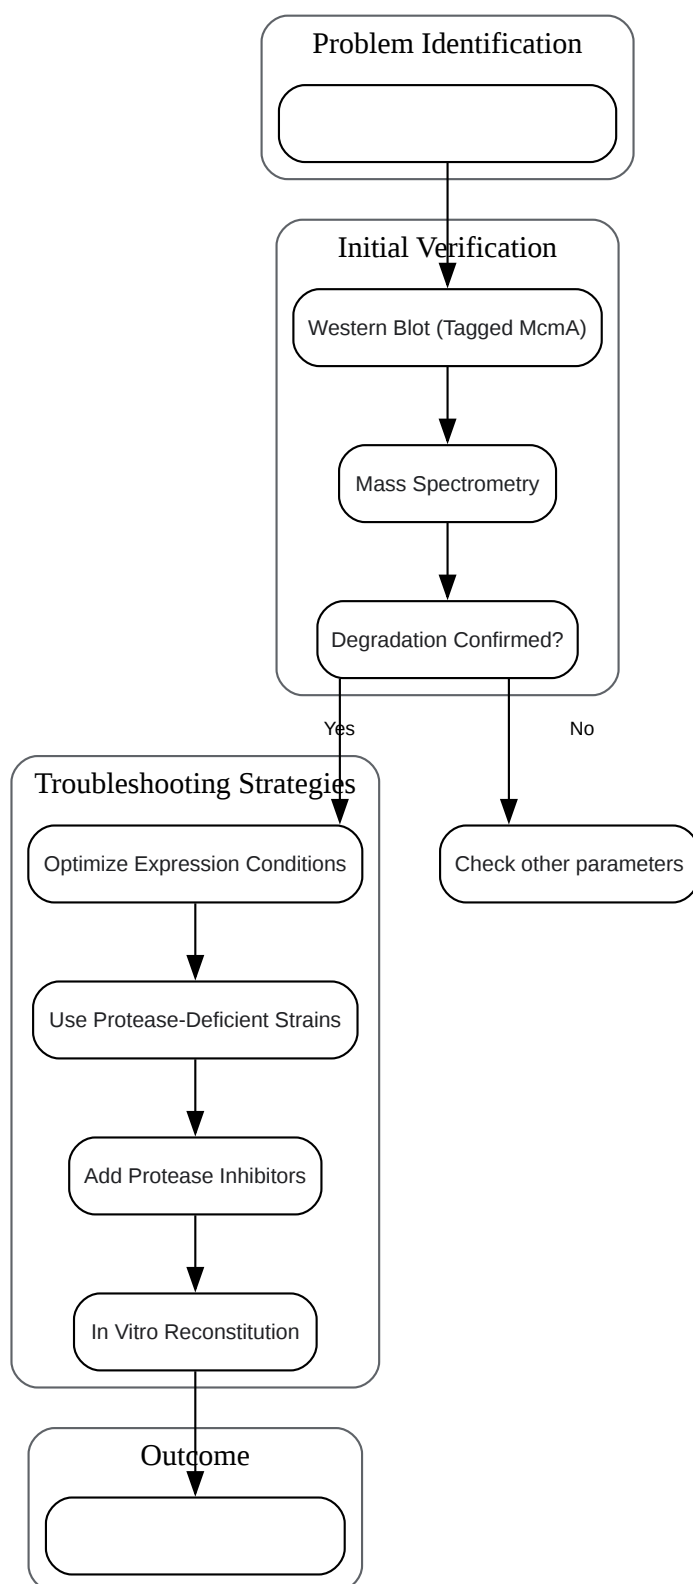 Problem Identification
Initial Verification
Western Blot (Tagged McmA)
Mass Spectrometry
Degradation Confirmed?
Yes
No
Troubleshooting Strategies
Optimize Expression Conditions
Check other parameters
Use Protease-Deficient Strains
Add Protease Inhibitors
In Vitro Reconstitution
Outcome